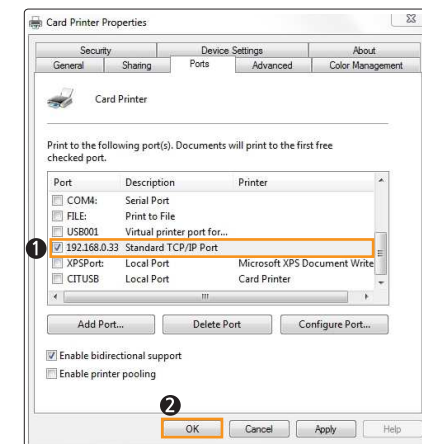 Card Printer Properties
Security Device Settings About
General Sharing Ports Advanced Color Management
Card Printer
Print to the following port(s). Documents will print to the first free
checked port.
Port Description Printer
COM4: Serial Port
FILE: Print to File
USB001 Virtual printer port for...
❶ 192.168.0.33 Standard TCP/IP Port
XPSPort: Local Port Microsoft XPS Document Write
CITUSB Local Port Card Printer
Add Port... Delete Port Configure Port...
Enable bidirectional support
Enable printer pooling
❷
OK Cancel Apply Help